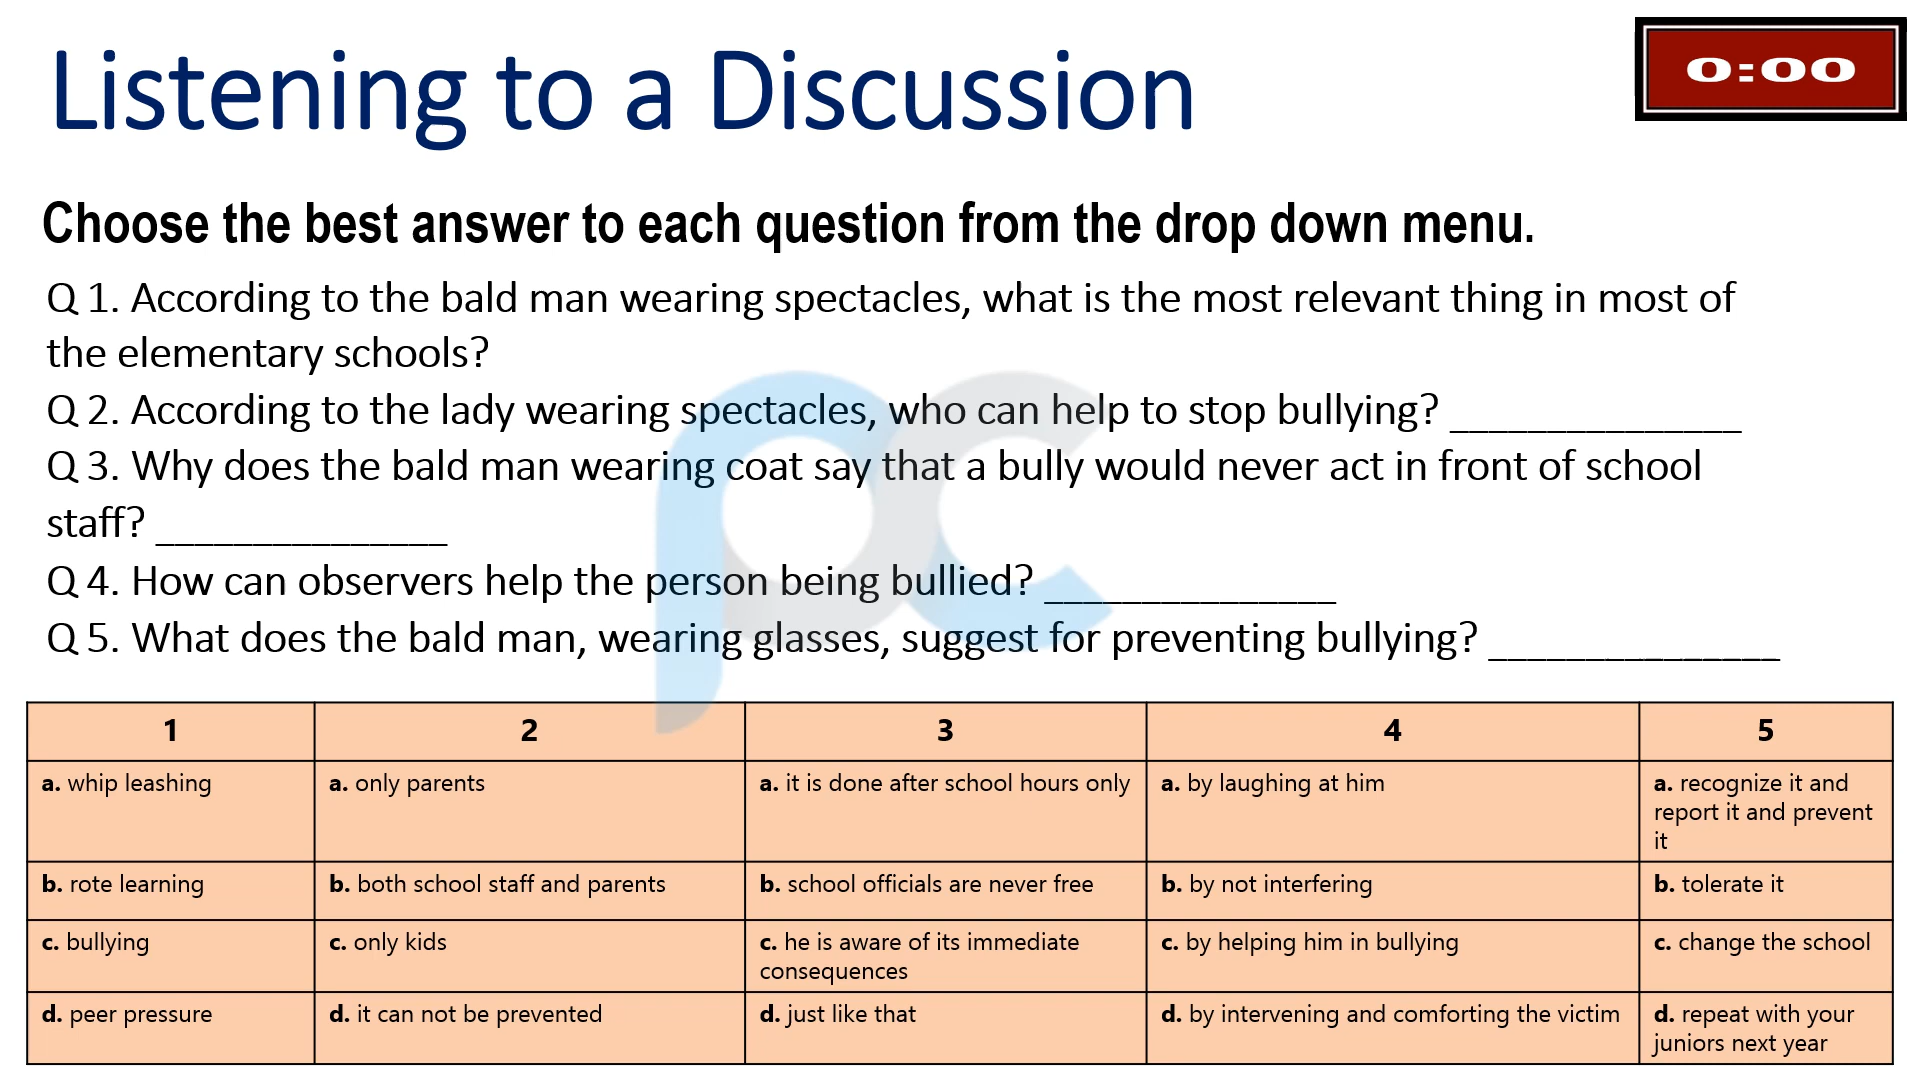 Listening to a Discussion
0:00
Choose the best answer to each question from the drop down menu.
Q 1. According to the bald man wearing spectacles, what is the most relevant thing in most of
the elementary schools?
Q 2. According to the lady wearing spectacles, who can help to stop bullying? _______________
Q 3. Why does the bald man wearing coat say that a bully would never act in front of school
staff? _______________
Q 4. How can observers help the person being bullied? _______________
Q 5. What does the bald man, wearing glasses, suggest for preventing bullying? _______________
pc
1 2 3 4 5
a. whip leashing
a. only parents
a. it is done after school hours only
a. by laughing at him
a. recognize it and
report it and prevent
it
b. rote learning
b. both school staff and parents
b. school officials are never free
b. by not interfering
b. tolerate it
c. bullying
c. only kids
c. he is aware of its immediate
consequences
c. by helping him in bullying
c. change the school
d. peer pressure
d. it can not be prevented
d. just like that
d. by intervening and comforting the victim
d. repeat with your
juniors next year